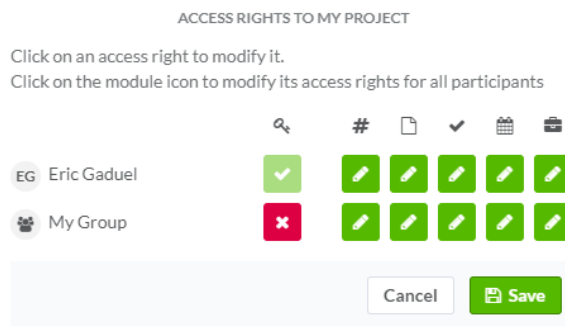 ACCESS RIGHTS TO MY PROJECT
Click on an access right to modify it.
Click on the module icon to modify its access rights for all participants
#
EG Eric Gaduel
My Group
Cancel Save